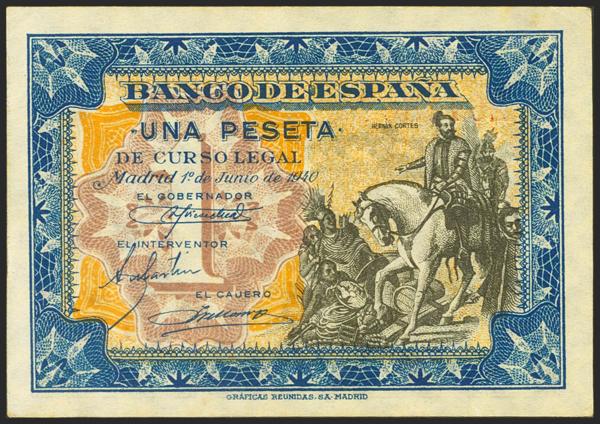 BANCO DE ESPAÑA
HERNAN CORTES
·UNA PESETA·
DE CURSO LEGAL
Madrid 1º de Junio de 1940
EL GOBERNADOR
EL INTERVENTOR
EL CAJERO
1
GRÁFICAS REUNIDAS, S.A. MADRID